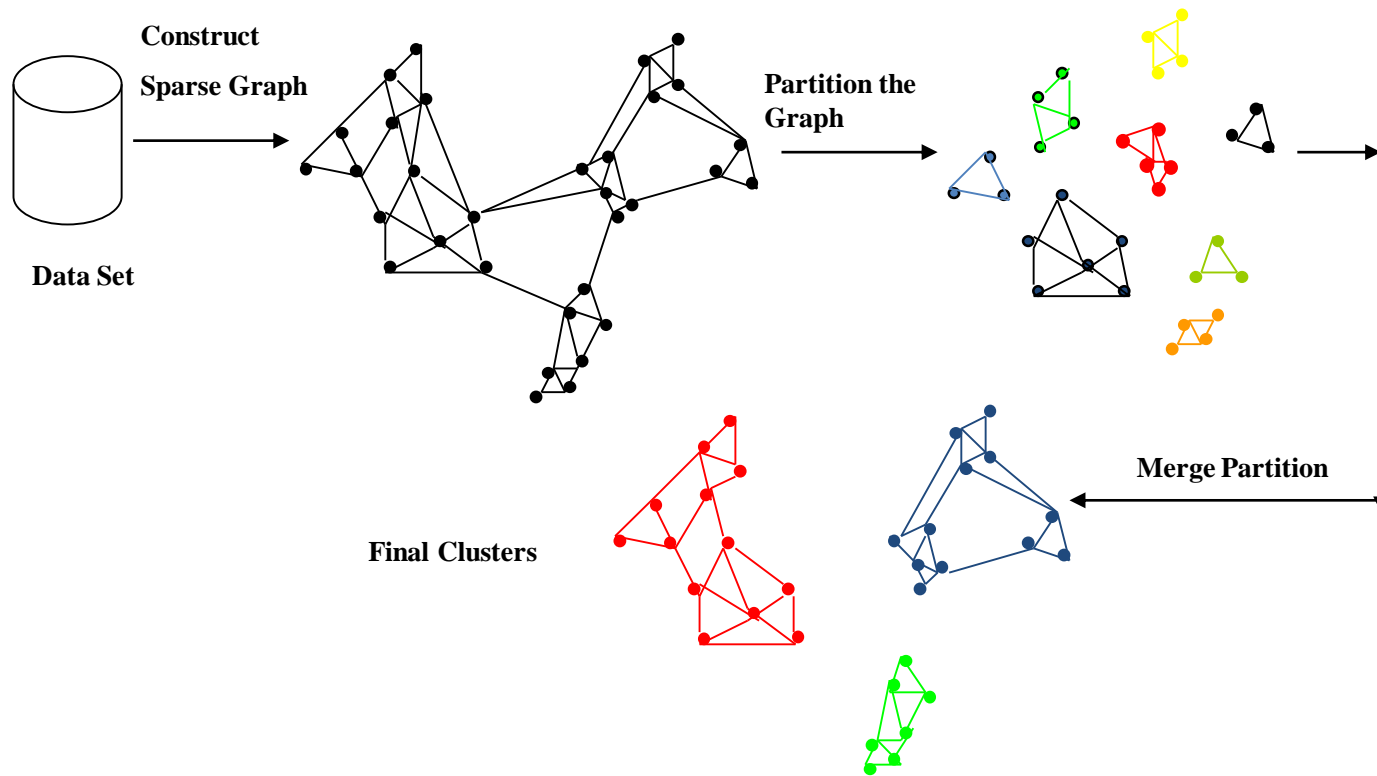 Construct
Sparse Graph
Data Set
Partition the
Graph
Merge Partition
Final Clusters